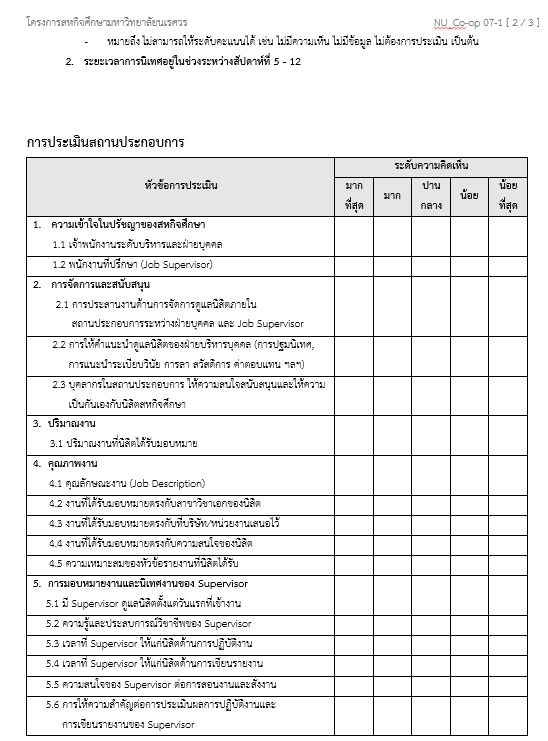 โครงการสหกิจศึกษามหาวิทยาลัยนเรศวร
NU_Co-op 07-1 [ 2 / 3 ]
- หมายถึง ไม่สามารถให้ระดับคะแนนได้ เช่น ไม่มีความเห็น ไม่มีข้อมูล ไม่ต้องการประเมิน เป็นต้น
2. ระยะเวลาการนิเทศอยู่ในช่วงระหว่างสัปดาห์ที่ 5 - 12
การประเมินสถานประกอบการ
หัวข้อการประเมิน
ระดับความคิดเห็น
มาก
ที่สุด
มาก
ปาน
กลาง
น้อย
น้อย
ที่สุด
1. ความเข้าใจในปรัชญาของสหกิจศึกษา
1.1 เจ้าพนักงานระดับบริหารและฝ่ายบุคคล
1.2 พนักงานที่ปรึกษา (Job Supervisor)
2. การจัดการและสนับสนุน
2.1 การประสานงานด้านการจัดการดูแลนิสิตภายใน
สถานประกอบการระหว่างฝ่ายบุคคล และ Job Supervisor
2.2 การให้คำแนะนำดูแลนิสิตของฝ่ายบริหารบุคคล (การปฐมนิเทศ,
การแนะนำระเบียบวินัย การลา สวัสดิการ ค่าตอบแทน ฯลฯ)
2.3 บุคลากรในสถานประกอบการ ให้ความสนใจสนับสนุนและให้ความ
เป็นกันเองกับนิสิตสหกิจศึกษา
3. ปริมาณงาน
3.1 ปริมาณงานที่นิสิตได้รับมอบหมาย
4. คุณภาพงาน
4.1 คุณลักษณะงาน (Job Description)
4.2 งานที่ได้รับมอบหมายตรงกับสาขาวิชาเอกของนิสิต
4.3 งานที่ได้รับมอบหมายตรงกับที่บริษัท/หน่วยงานเสนอไว้
4.4 งานที่ได้รับมอบหมายตรงกับความสนใจของนิสิต
4.5 ความเหมาะสมของหัวข้อรายงานที่นิสิตได้รับ
5. การมอบหมายงานและนิเทศงานของ Supervisor
5.1 มี Supervisor ดูแลนิสิตตั้งแต่วันแรกที่เข้างาน
5.2 ความรู้และประสบการณ์วิชาชีพของ Supervisor
5.3 เวลาที่ Supervisor ให้แก่นิสิตด้านการปฏิบัติงาน
5.4 เวลาที่ Supervisor ให้แก่นิสิตด้านการเขียนรายงาน
5.5 ความสนใจของ Supervisor ต่อการสอนงานและสั่งงาน
5.6 การให้ความสำคัญต่อการประเมินผลการปฏิบัติงานและ
การเขียนรายงานของ Supervisor